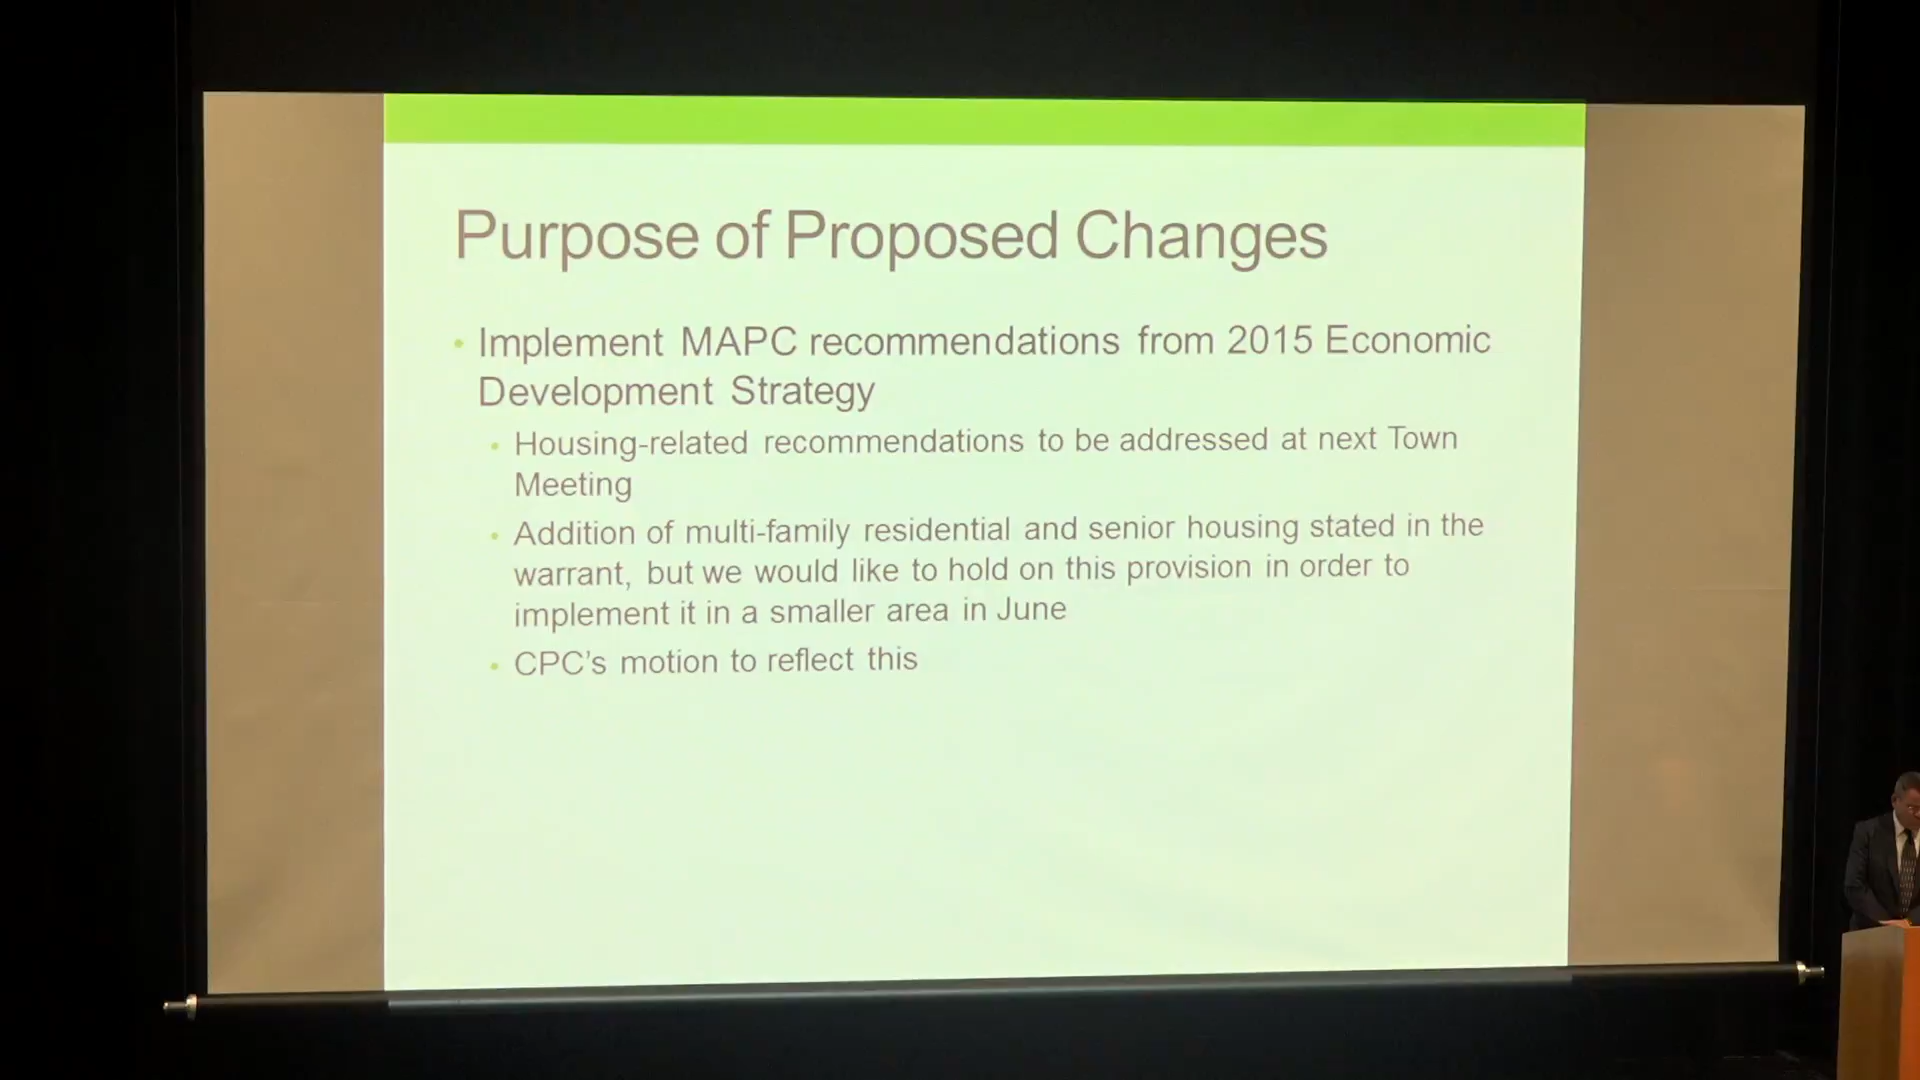 Purpose of Proposed Changes
• Implement MAPC recommendations from 2015 Economic
Development Strategy
• Housing-related recommendations to be addressed at next Town
Meeting
• Addition of multi-family residential and senior housing stated in the
warrant, but we would like to hold on this provision in order to
implement it in a smaller area in June
• CPC’s motion to reflect this